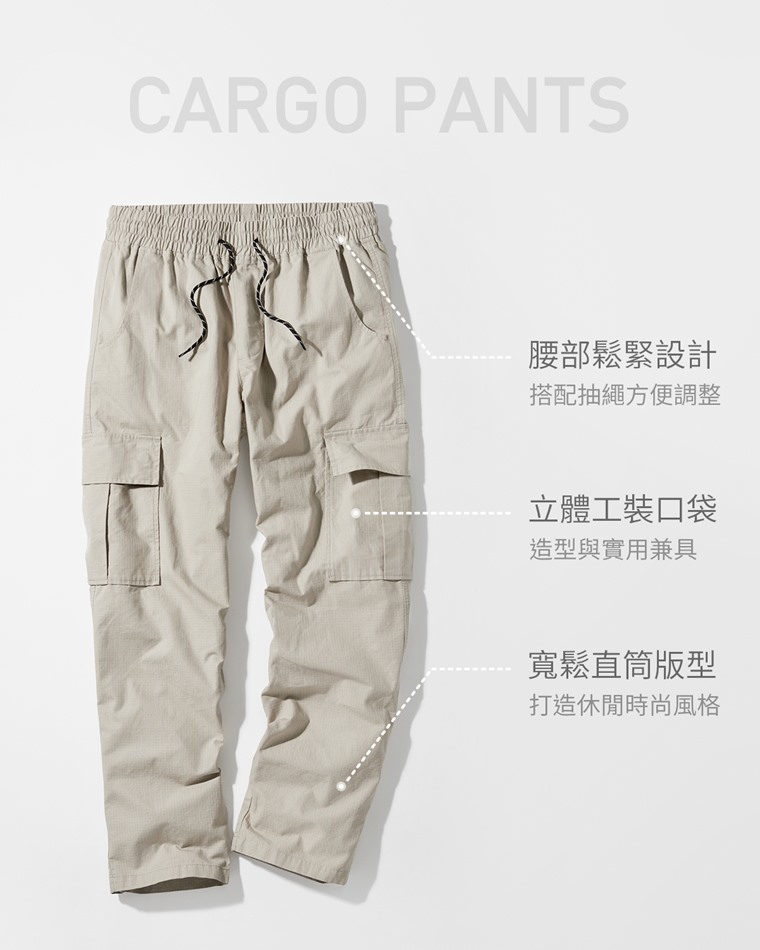 CARGO PANTS
腰部鬆緊設計
搭配抽繩方便調整
立體工裝口袋
造型與實用兼具
寬鬆直筒版型
打造休閒時尚風格